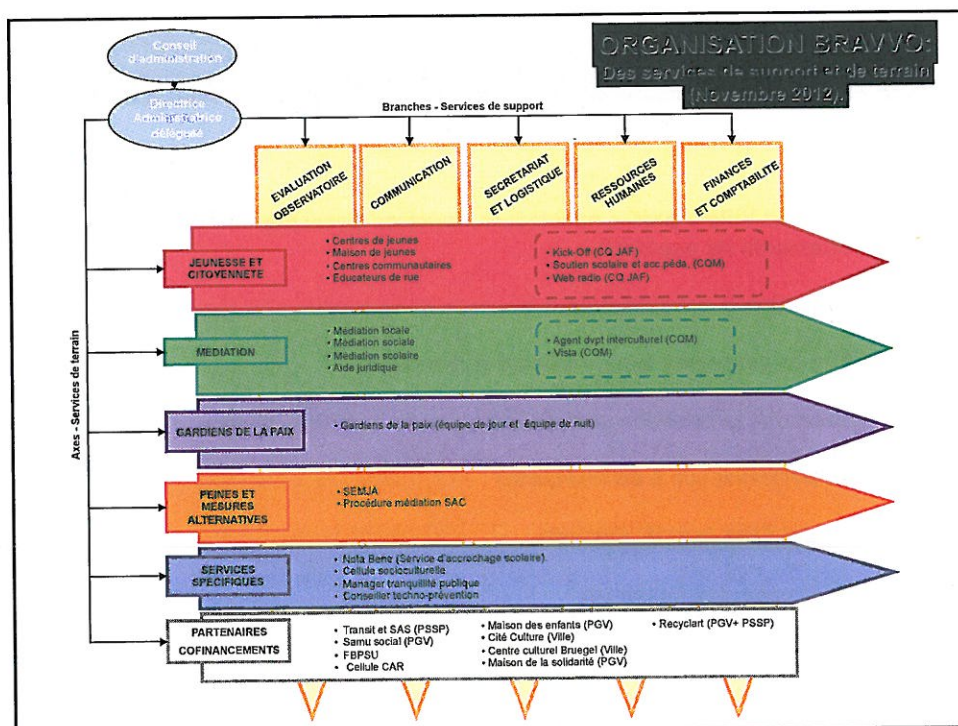 Conseil
d'administration
ORGANISATION BRAVVO:
Des services de support et de terrain
(Novembre 2012).
Directrice
Administratrice
déléguée
Branches - Services de support
EVALUATION
OBSERVATOIRE
COMMUNICATION
SECRETARIAT
ET LOGISTIQUE
RESSOURCES
HUMAINES
FINANCES
ET COMPTABILITE
Axes - Services de terrain
JEUNESSE ET
CITOYENNETE
• Centres de jeunes
• Maison de jeunes
• Centres communautaires
• Educateurs de rue
• Kick-Off (CQ JAF)
• Soutien scolaire et acc.péda. (CQM)
• Web radio (CQ JAF)
MEDIATION
• Médiation locale
• Médiation sociale
• Médiation scolaire
• Aide juridique
• Agent dvpt interculturel (CQM)
• Vista (CQM)
GARDIENS DE LA PAIX
• Gardiens de la paix (équipe de jour et équipe de nuit)
PEINES ET
MESURES
ALTERNATIVES
• SEMJA
• Procédure médiation SAC
SERVICES
SPECIFIQUES
• Nota Bene (Service d'accrochage scolaire).
• Cellule socioculturelle
• Manager tranquillité publique
• Conseiller techno-prévention
PARTENAIRES
COFINANCEMENTS
• Transit et SAS (PSSP)
• Samu social (PGV)
• FBPSU
• Cellule CAR
• Maison des enfants (PGV)
• Cité Culture (Ville)
• Centre culturel Bruegel (Ville)
• Maison de la solidarité (PGV)
• Recyclart (PGV+ PSSP)